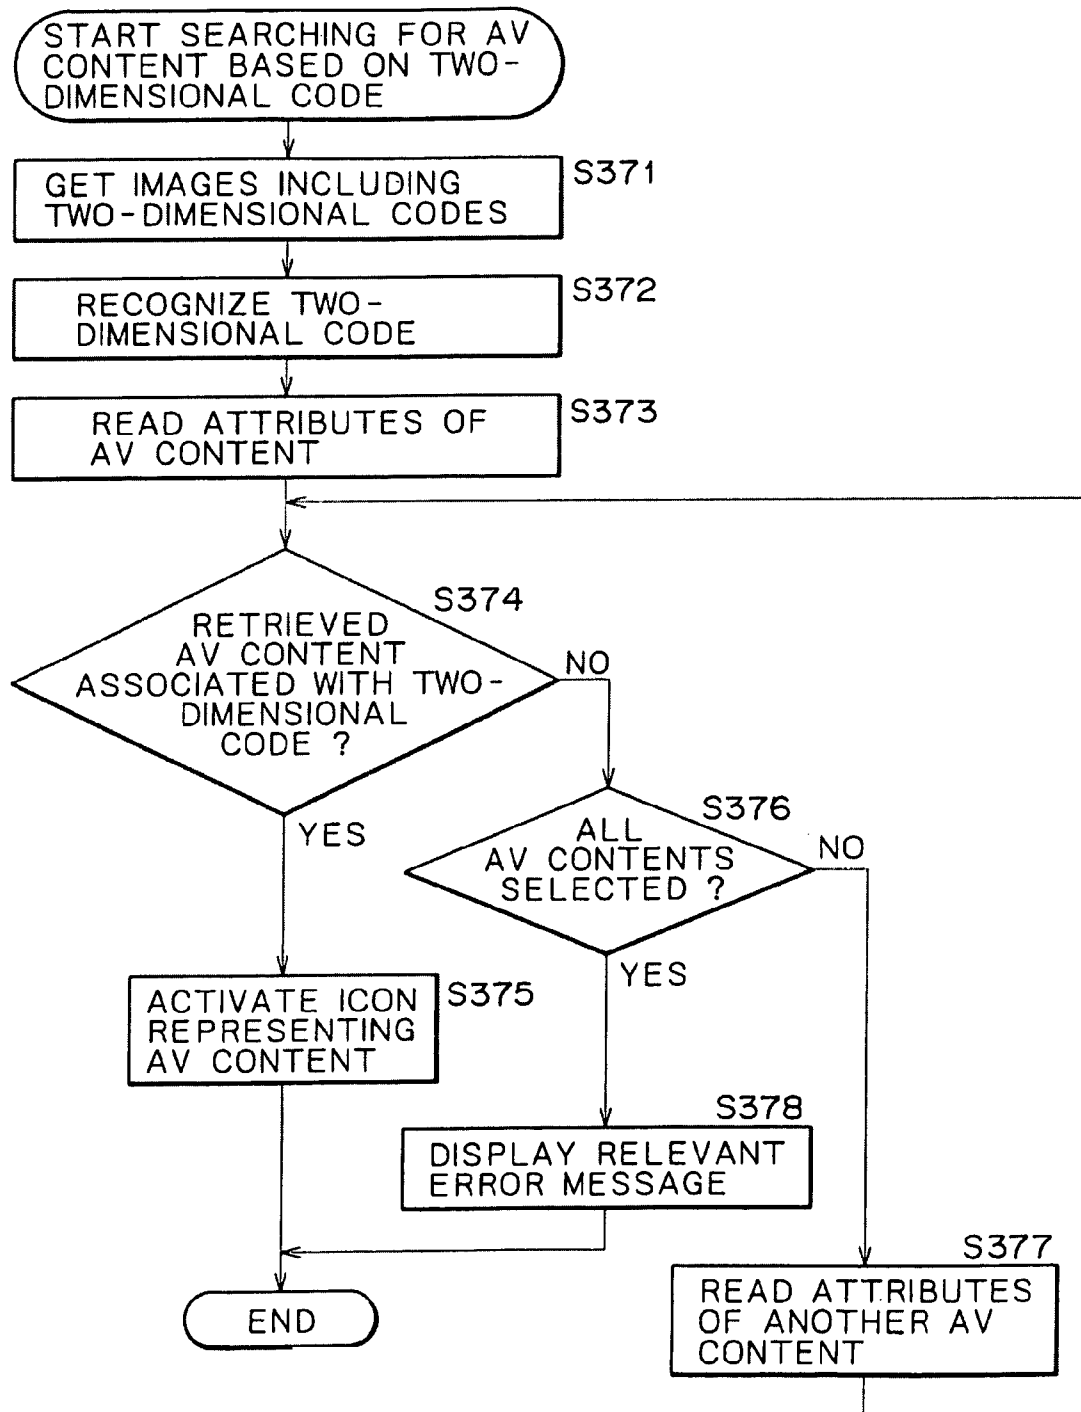 START SEARCHING FOR AV
CONTENT BASED ON TWO-
DIMENSIONAL CODE
S371
GET IMAGES INCLUDING
TWO-DIMENSIONAL CODES
S372
RECOGNIZE TWO-
DIMENSIONAL CODE
S373
READ ATTRIBUTES OF
AV CONTENT
S374
RETRIEVED
AV CONTENT
ASSOCIATED WITH TWO-
DIMENSIONAL
CODE ?
NO
YES
S376
ALL
AV CONTENTS
SELECTED ?
NO
YES
S375
ACTIVATE ICON
REPRESENTING
AV CONTENT
S378
DISPLAY RELEVANT
ERROR MESSAGE
S377
READ ATTRIBUTES
OF ANOTHER AV
CONTENT
END